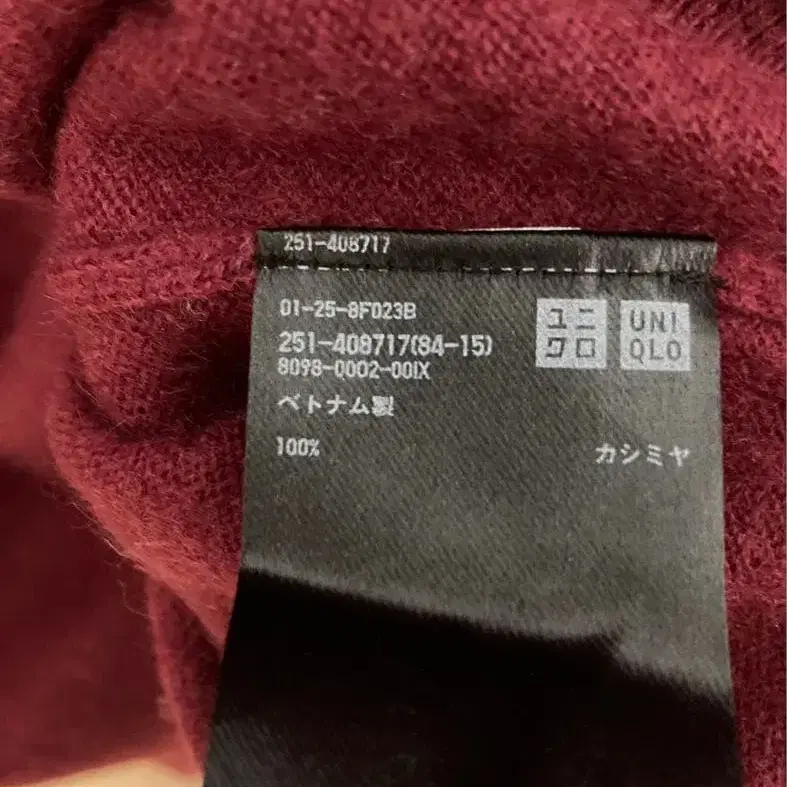 251-408717
01-25-8F023B
251-408717(84-15)
8098-0002-00IX
ベトナム製
100% カシミヤ
ユニ
クロ
UNI
QLO